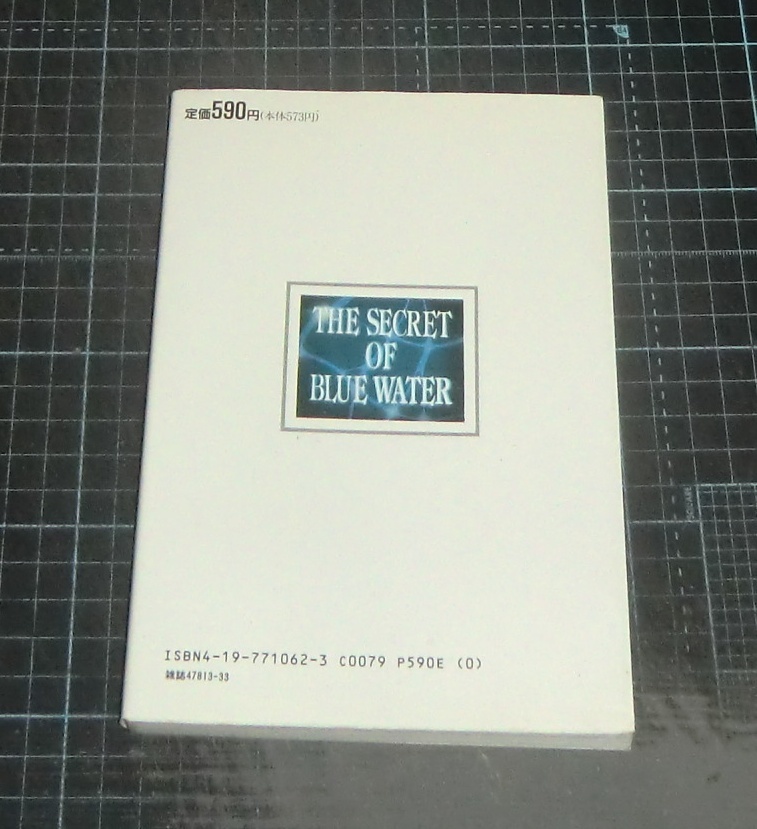 定価590円(本体573円)
THE SECRET
OF
BLUE WATER
ISBN4-19-771062-3 C0079 P590E (0)
雑誌47813-33
SQUARE